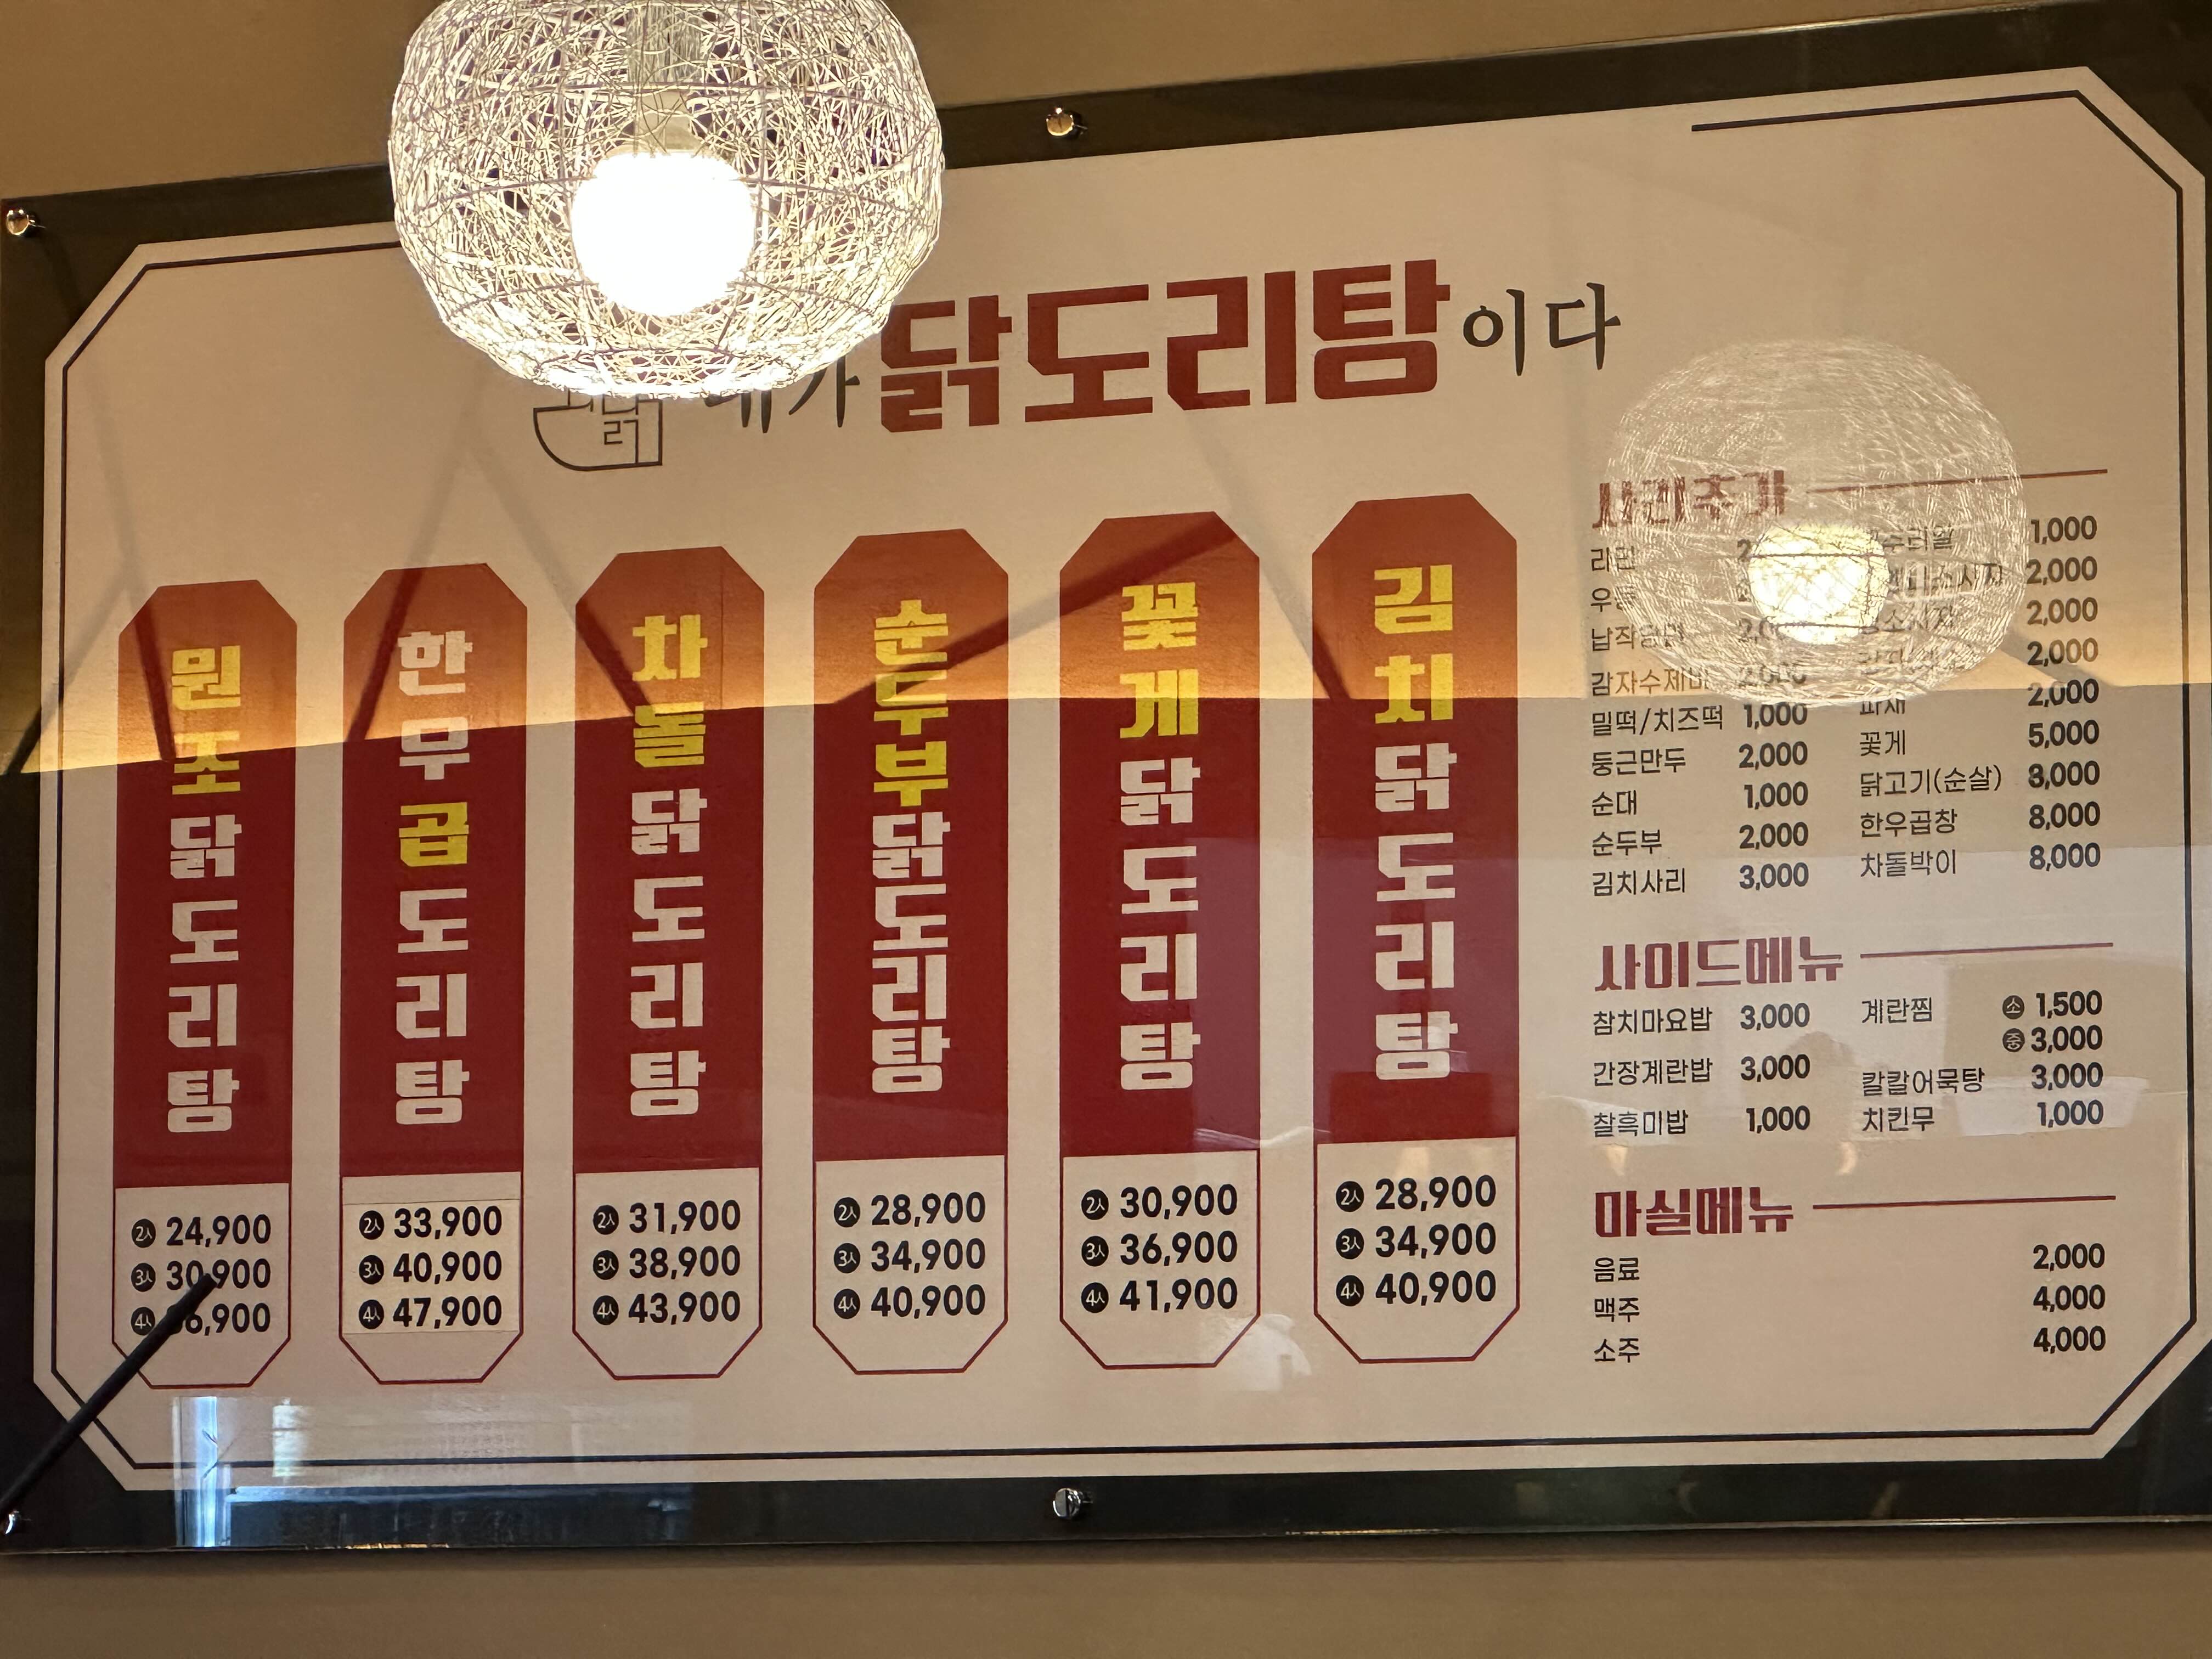 닭도리탕이다
원조닭도리탕
2人 24,900
3人 30,900
4人
한우곱도리탕
2人 33,900
3人 40,900
4人 47,900
차돌닭도리탕
2人 31,900
3人 38,900
4人 43,900
순두부닭도리탕
2人 28,900
3人 34,900
4人 40,900
꽃게닭도리탕
2人 30,900
3人 36,900
4人 41,900
김치닭도리탕
2人 28,900
3人 34,900
4人 40,900
사리추가
감자수제비 2,000
밀떡/치즈떡 1,000
둥근만두 2,000
순대 1,000
순두부 2,000
김치사리 3,000
1,000
2,000
2,000
2,000
2,000
꽃게 5,000
닭고기(순살) 3,000
한우곱창 8,000
차돌박이 8,000
사이드메뉴
참치마요밥 3,000
간장계란밥 3,000
찰흑미밥 1,000
계란찜 소 1,500
중 3,000
칼칼어묵탕 3,000
치킨무 1,000
마실메뉴
음료 2,000
맥주 4,000
소주 4,000